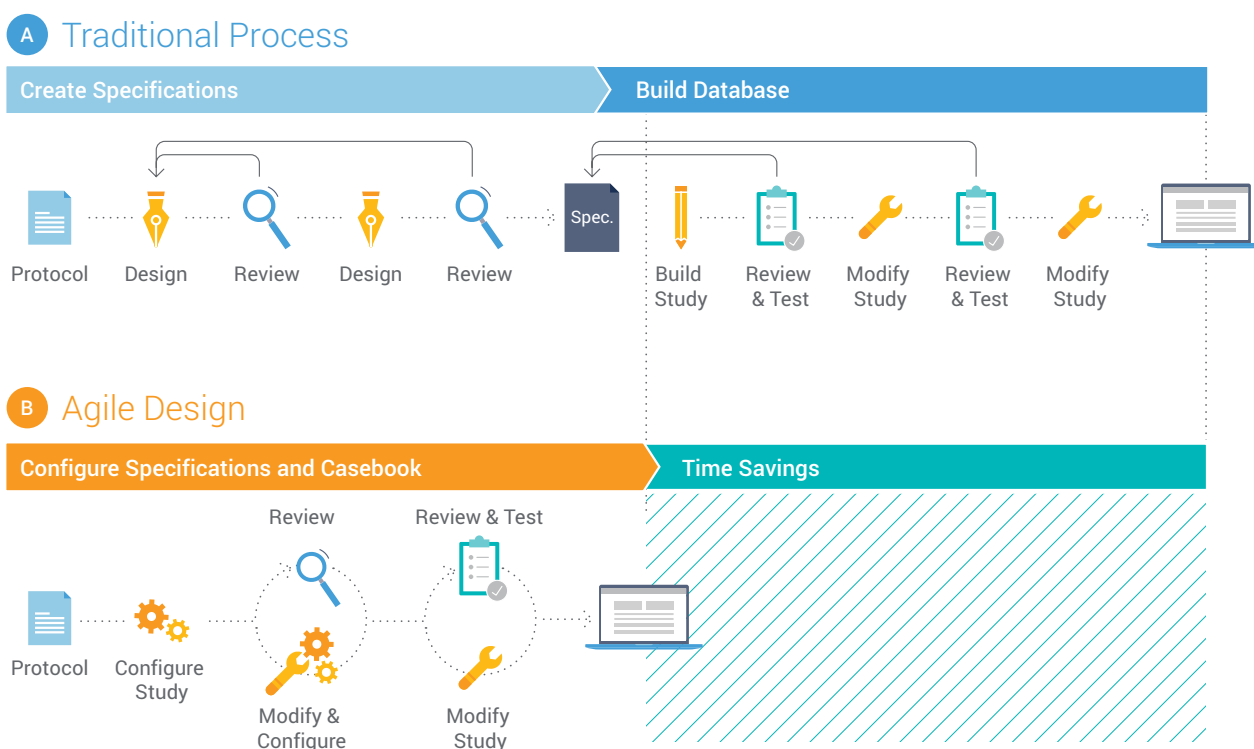 A Traditional Process
Create Specifications
Build Database
Spec.
Protocol
Design
Review
Design
Review
Build
Study
Review
& Test
Modify
Study
Review
& Test
Modify
Study
B Agile Design
Configure Specifications and Casebook
Time Savings
Review
Review & Test
Protocol
Configure
Study
Modify &
Configure
Modify
Study